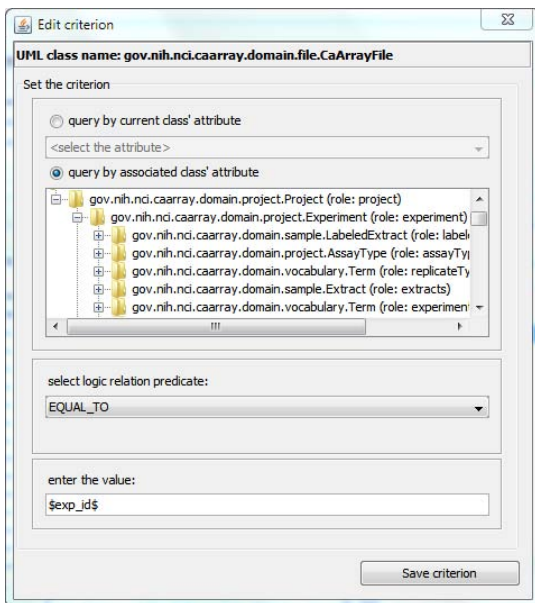 Edit criterion
UML class name: gov.nih.nci.caarray.domain.file.CaArrayFile
Set the criterion
query by current class' attribute
<select the attribute>
query by associated class' attribute
gov.nih.nci.caarray.domain.project.Project (role: project)
gov.nih.nci.caarray.domain.project.Experiment (role: experiment)
gov.nih.nci.caarray.domain.sample.LabeledExtract (role: labele
gov.nih.nci.caarray.domain.project.AssayType (role: assayTy
gov.nih.nci.caarray.domain.vocabulary.Term (role: replicateTy
gov.nih.nci.caarray.domain.sample.Extract (role: extracts)
gov.nih.nci.caarray.domain.vocabulary.Term (role: experimen
select logic relation predicate:
EQUAL_TO
enter the value:
$exp_id$
Save criterion